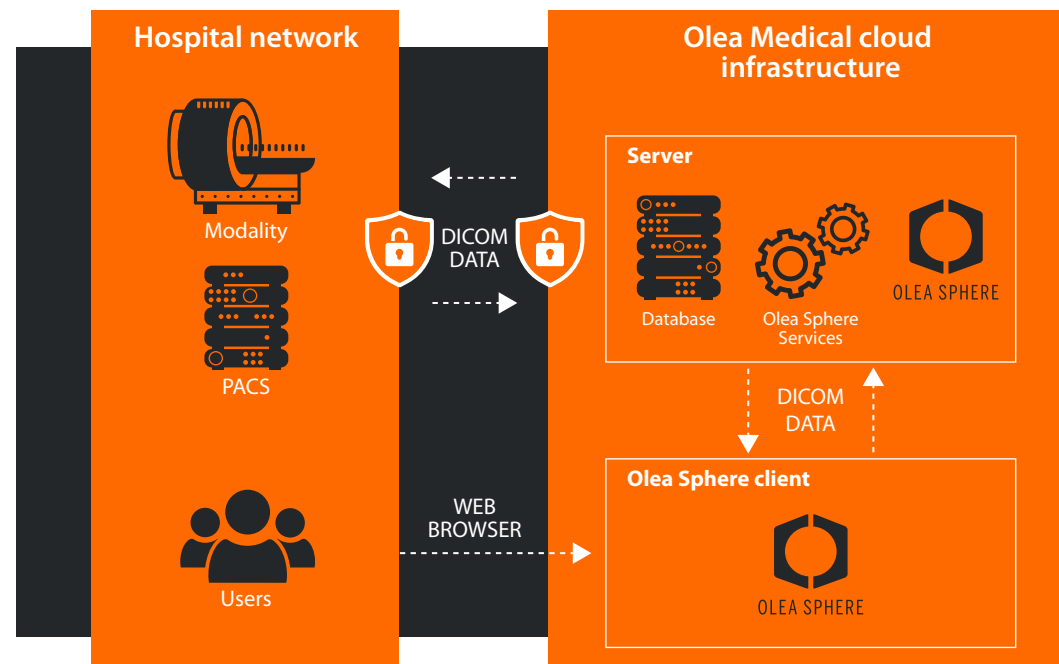 Hospital network
Modality
PACS
Users
DICOM
DATA
WEB
BROWSER
Olea Medical cloud
infrastructure
Server
Database
Olea Sphere
Services
OLEA SPHERE
DICOM
DATA
Olea Sphere client
OLEA SPHERE